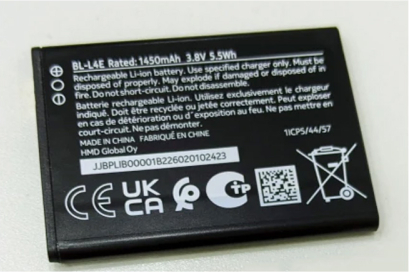 BL-L4E Rated: 1450mAh 3.8V 5.5Wh
Rechargeable Li-ion battery. Use specified charger only. Must be
disposed of properly. May explode if damaged or disposed of in
fire. Do not short-circuit. Do not disassemble.
Batterie rechargeable Li-ion. Utilisez exclusivement le chargeur
indiqué. Doit être recyclée ou jetée correctement. Peut exploser
en cas de détérioration ou d'exposition au feu. Ne pas mettre en
court-circuit. Ne pas démonter.
MADE IN CHINA FABRIQUÉ EN CHINE
HMD Global Oy
1ICP5/44/57
JJBPLIB00001B226020102423
CE
UK
CA